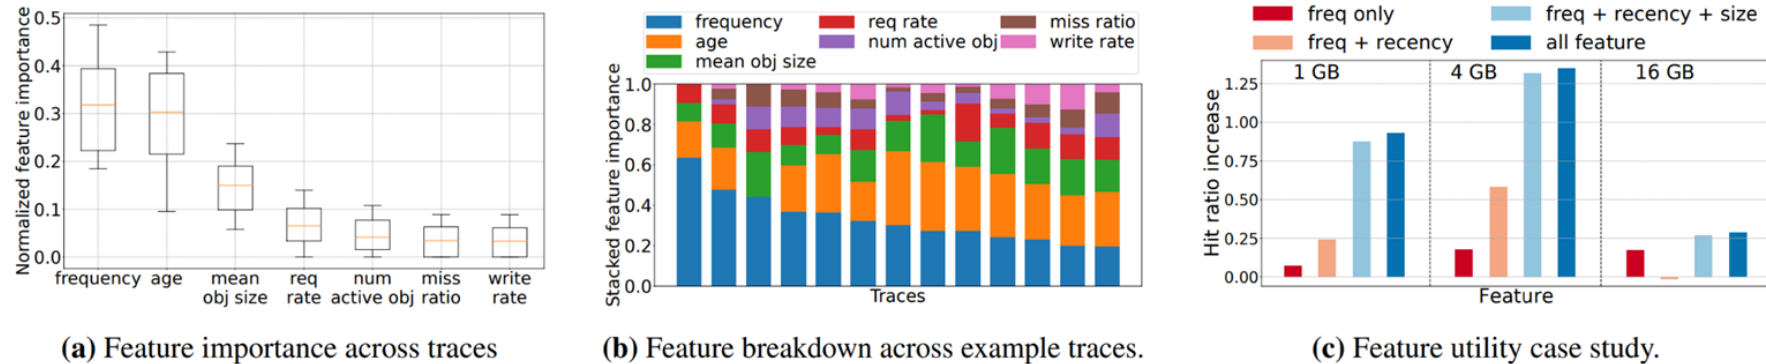 Normalized feature importance
0.5
0.4
0.3
0.2
0.1
0.0
frequency age mean obj size req rate num active obj miss ratio write rate
(a) Feature importance across traces
frequency req rate miss ratio
age num active obj write rate
mean obj size
Stacked feature importance
1.0
0.8
0.6
0.4
0.2
0.0
Traces
(b) Feature breakdown across example traces.
freq only freq + recency + size
freq + recency all feature
Hit ratio increase
1 GB 4 GB 16 GB
1.25
1.00
0.75
0.50
0.25
0.00
Feature
(c) Feature utility case study.